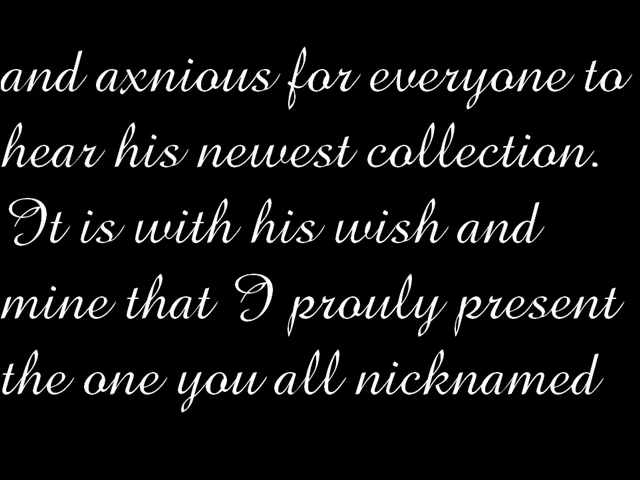 and axnious for everyone to
hear his newest collection.
It is with his wish and
mine that I prouly present
the one you all nicknamed